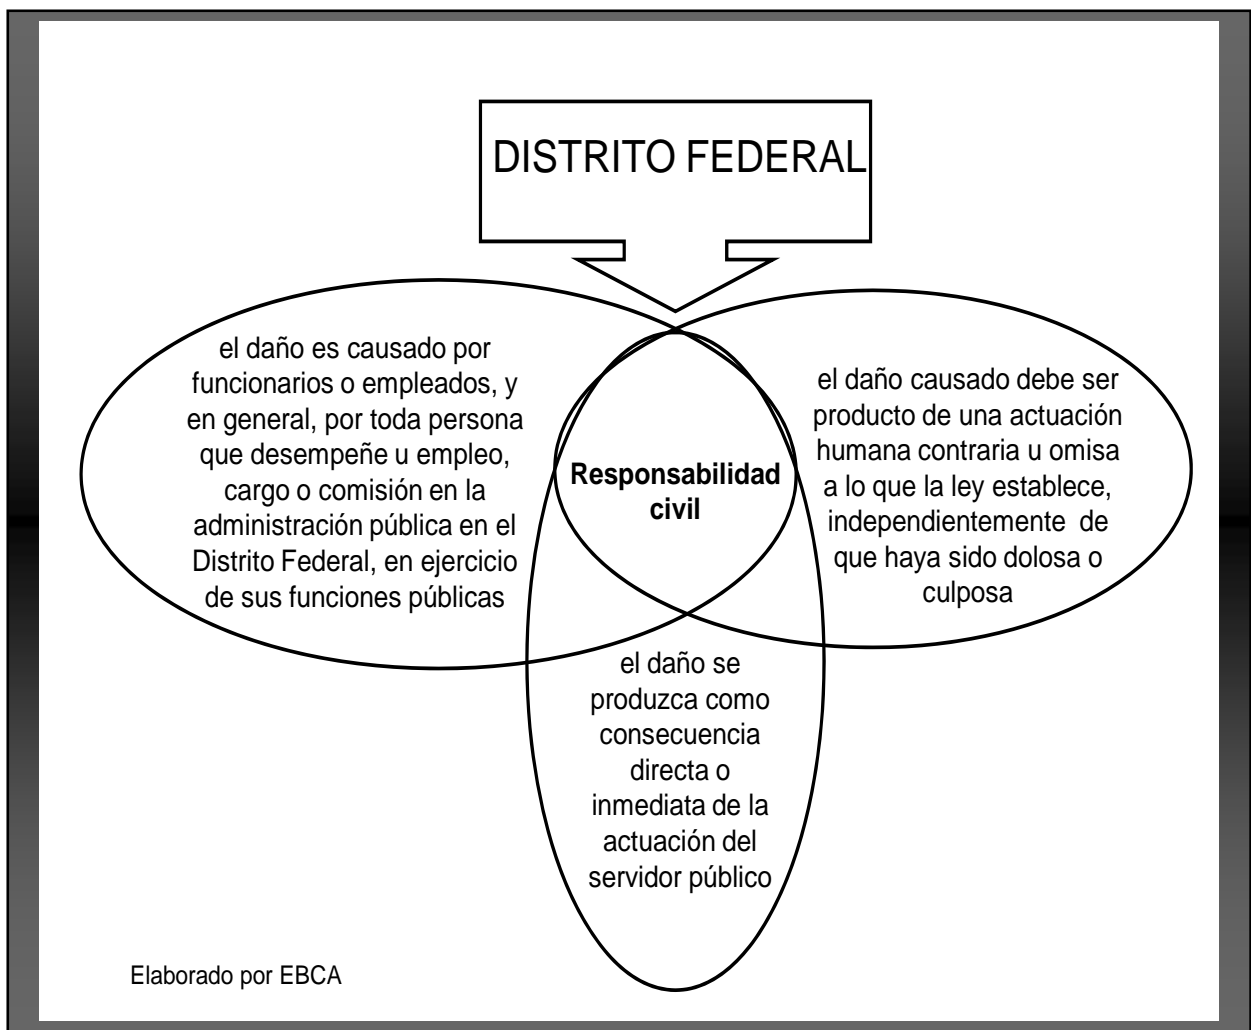 DISTRITO FEDERAL
el daño es causado por
funcionarios o empleados, y
en general, por toda persona
que desempeñe u empleo,
cargo o comisión en la
administración pública en el
Distrito Federal, en ejercicio
de sus funciones públicas
Responsabilidad
civil
el daño causado debe ser
producto de una actuación
humana contraria u omisa
a lo que la ley establece,
independientemente de
que haya sido dolosa o
culposa
el daño se
produzca como
consecuencia
directa o
inmediata de la
actuación del
servidor público
Elaborado por EBCA